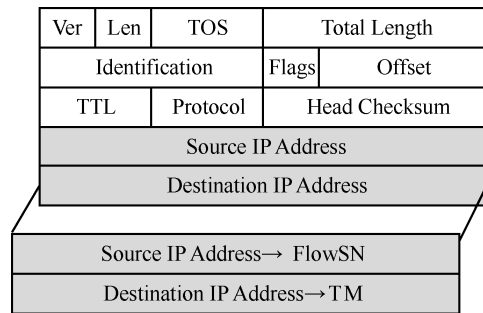 Ver Len TOS Total Length
Identification Flags Offset
TTL Protocol Head Checksum
Source IP Address
Destination IP Address
Source IP Address→ FlowSN
Destination IP Address→TM